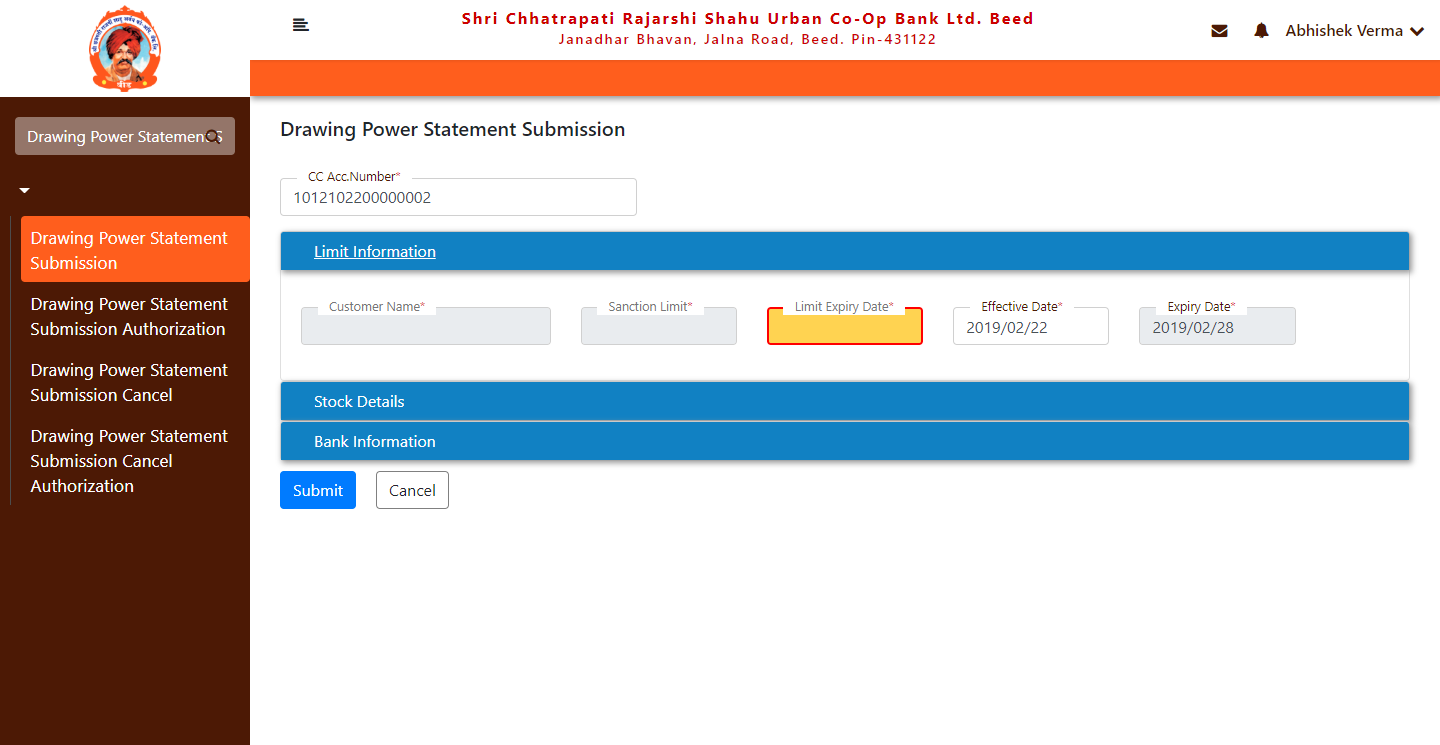 Shri Chhatrapati Rajarshi Shahu Urban Co-Op Bank Ltd. Beed
Janadhar Bhavan, Jalna Road, Beed. Pin-431122
Abhishek Verma
बीड
Drawing Power Statement
Drawing Power Statement
Submission
Drawing Power Statement
Submission Authorization
Drawing Power Statement
Submission Cancel
Drawing Power Statement
Submission Cancel
Authorization
Drawing Power Statement Submission
CC Acc.Number*
1012102200000002
Limit Information
Customer Name*
Sanction Limit*
Limit Expiry Date*
Effective Date*
2019/02/22
Expiry Date*
2019/02/28
Stock Details
Bank Information
Submit
Cancel